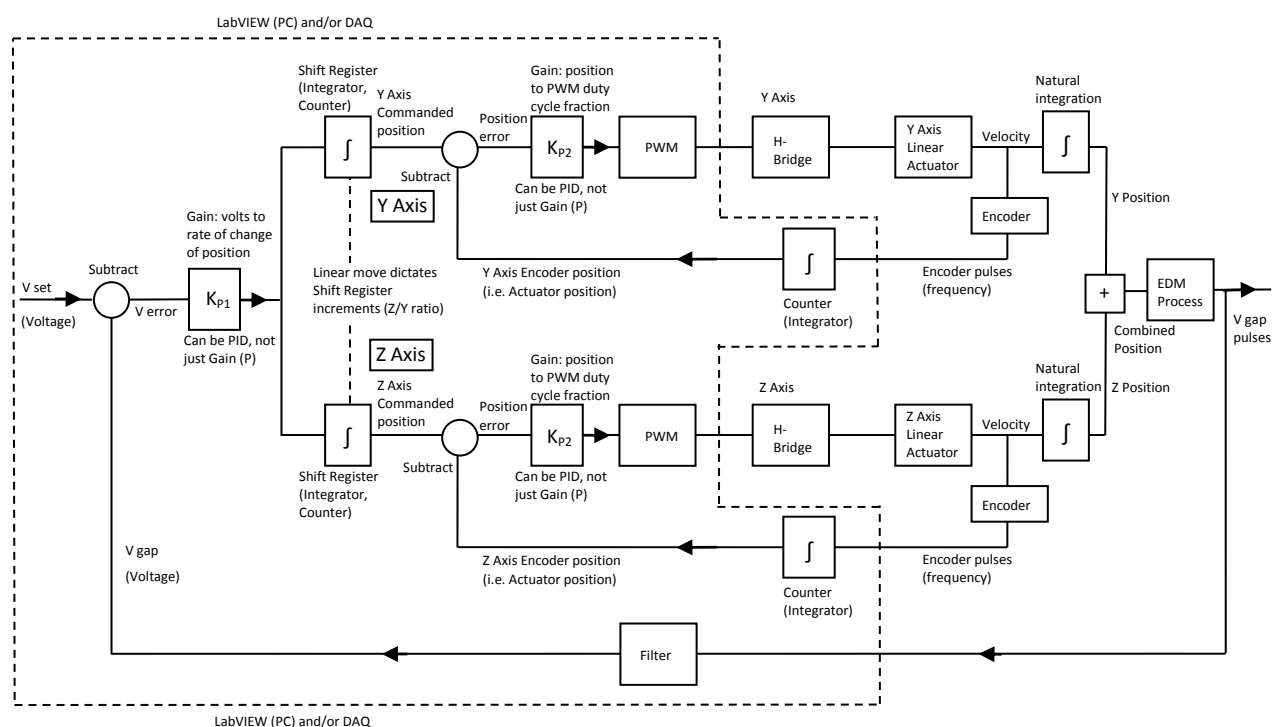 LabVIEW (PC) and/or DAQ
Shift Register
(Integrator,
Counter)
∫
Y Axis
Commanded
position
Subtract
Position
error
Gain: position
to PWM duty
cycle fraction
KP2
Can be PID, not
just Gain (P)
PWM
Y Axis
H-
Bridge
Y Axis
Linear
Actuator
Velocity
Natural
integration
∫
Y Position
Encoder
Encoder pulses
(frequency)
∫
Counter
(Integrator)
Y Axis Encoder position
(i.e. Actuator position)
Y Axis
Gain: volts to
rate of change
of position
Subtract
V set
(Voltage)
V error
KP1
Can be PID, not
just Gain (P)
Linear move dictates
Shift Register
increments (Z/Y ratio)
+
Combined
Position
EDM
Process
V gap
pulses
Z Axis
Z Axis
Commanded
position
∫
Shift Register
(Integrator,
Counter)
Subtract
Position
error
Gain: position
to PWM duty
cycle fraction
KP2
Can be PID, not
just Gain (P)
PWM
Z Axis
H-
Bridge
Z Axis
Linear
Actuator
Velocity
Natural
integration
∫
Z Position
Encoder
Encoder pulses
(frequency)
∫
Counter
(Integrator)
Z Axis Encoder position
(i.e. Actuator position)
V gap
(Voltage)
Filter
LabVIEW (PC) and/or DAQ